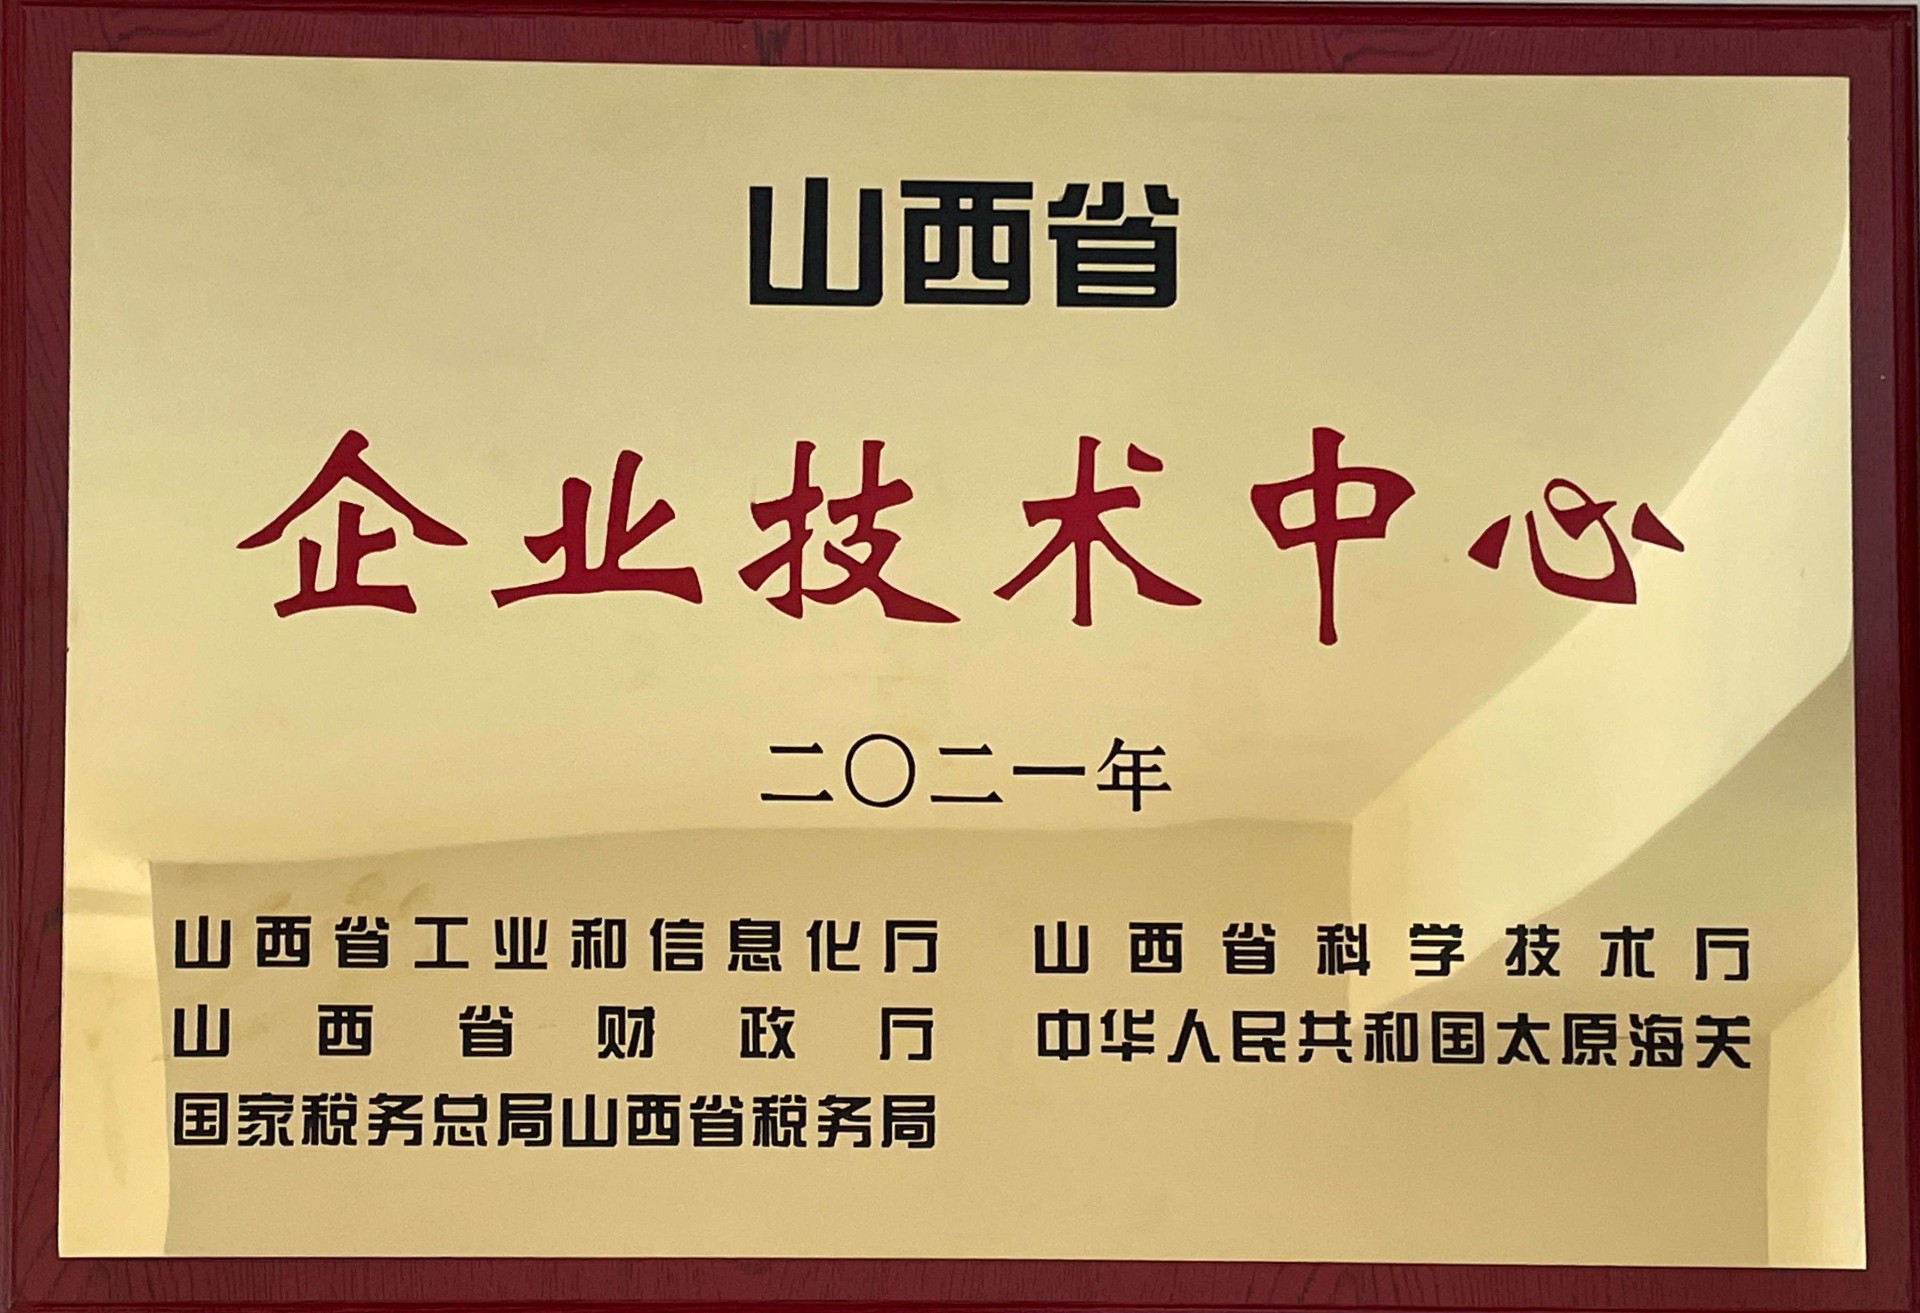 山西省
企业技术中心
二〇二一年
山西省工业和信息化厅 山西省科学技术厅
山西省财政厅 中华人民共和国太原海关
国家税务总局山西省税务局